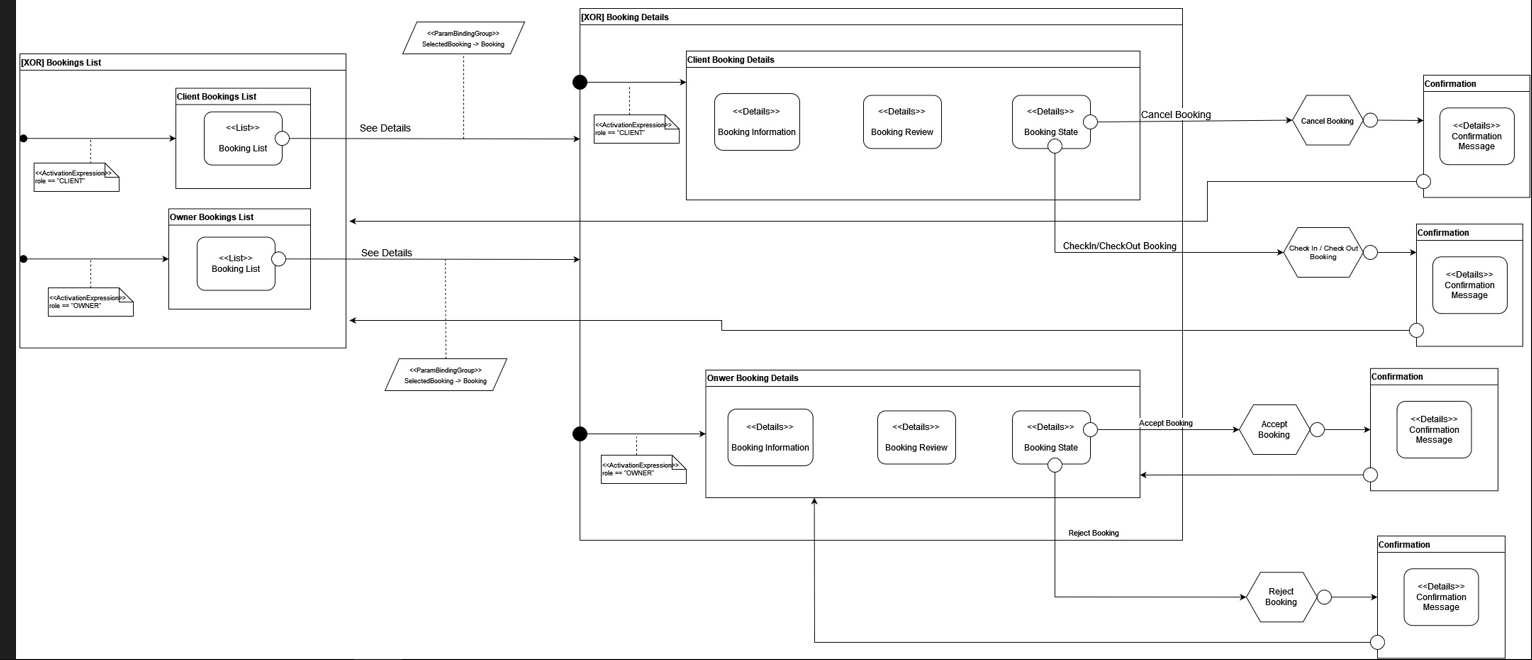 [XOR] Bookings List
Client Bookings List
<<List>>
Booking List
<<ActivationExpression>>
role == "CLIENT"
Owner Bookings List
<<List>>
Booking List
<<ActivationExpression>>
role == "OWNER"
<<ParamBindingGroup>>
SelectedBooking -> Booking
See Details
See Details
<<ParamBindingGroup>>
SelectedBooking -> Booking
[XOR] Booking Details
Client Booking Details
<<Details>>
Booking Information
<<Details>>
Booking Review
<<Details>>
Booking State
<<ActivationExpression>>
role == "CLIENT"
Cancel Booking
Cancel Booking
Confirmation
<<Details>>
Confirmation
Message
CheckIn/CheckOut Booking
Check In / Check Out
Booking
Confirmation
<<Details>>
Confirmation
Message
Onwer Booking Details
<<Details>>
Booking Information
<<Details>>
Booking Review
<<Details>>
Booking State
<<ActivationExpression>>
role == "OWNER"
Accept Booking
Accept
Booking
Confirmation
<<Details>>
Confirmation
Message
Reject Booking
Reject
Booking
Confirmation
<<Details>>
Confirmation
Message